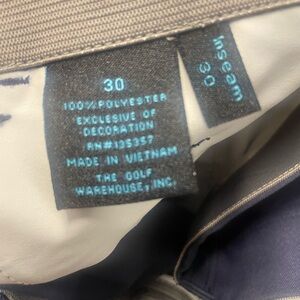 30
100% POLYESTER
EXCLUSIVE OF
DECORATION
RN#135357
MADE IN VIETNAM
THE GOLF
WAREHOUSE, INC.
Inseam
30